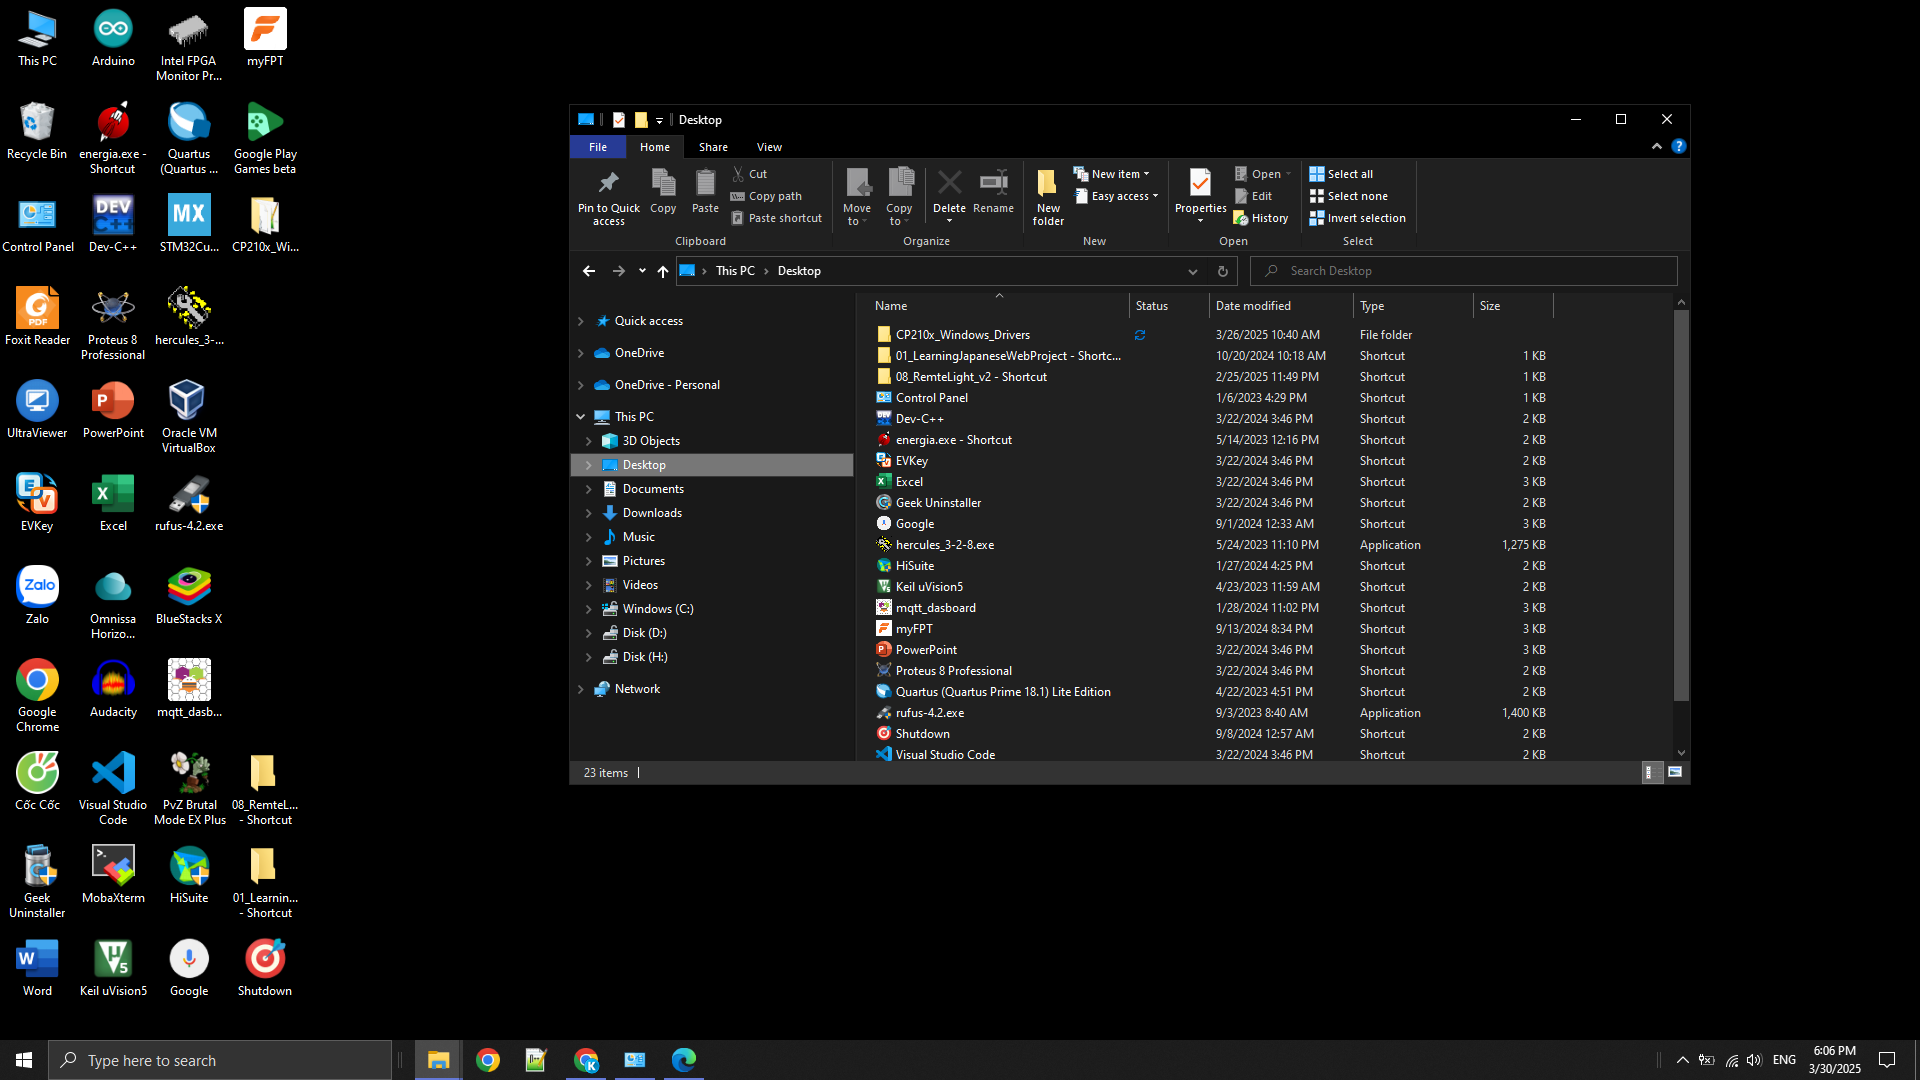 This PC
Arduino
Intel FPGA
Monitor Pr...
myFPT
Recycle Bin
energia.exe -
Shortcut
Quartus
(Quartus ...
Google Play
Games beta
Control Panel
Dev-C++
STM32Cu...
CP210x_Wi...
Foxit Reader
Proteus 8
Professional
hercules_3-...
UltraViewer
PowerPoint
Oracle VM
VirtualBox
EVKey
Excel
rufus-4.2.exe
Zalo
Omnissa
Horizo...
BlueStacks X
Google
Chrome
Audacity
mqtt_dasb...
Cốc Cốc
Visual Studio
Code
PvZ Brutal
Mode EX Plus
08_RemteL...
- Shortcut
Geek
Uninstaller
MobaXterm
HiSuite
01_Learnin...
- Shortcut
Word
Keil uVision5
Google
Shutdown
Desktop
File Home Share View
Pin to Quick
access
Copy
Paste
Cut
Copy path
Paste shortcut
Clipboard
Move
to
Copy
to
Delete
Rename
Organize
New
folder
New item
Easy access
New
Properties
Open
Edit
History
Open
Select all
Select none
Invert selection
Select
This PC > Desktop
Search Desktop
Quick access
OneDrive
OneDrive - Personal
This PC
3D Objects
Desktop
Documents
Downloads
Music
Pictures
Videos
Windows (C:)
Disk (D:)
Disk (H:)
Network
Name Status Date modified Type Size
CP210x_Windows_Drivers 3/26/2025 10:40 AM File folder
01_LearningJapaneseWebProject - Shortc... 10/20/2024 10:18 AM Shortcut 1 KB
08_RemteLight_v2 - Shortcut 2/25/2025 11:49 PM Shortcut 1 KB
Control Panel 1/6/2023 4:29 PM Shortcut 1 KB
Dev-C++ 3/22/2024 3:46 PM Shortcut 2 KB
energia.exe - Shortcut 5/14/2023 12:16 PM Shortcut 2 KB
EVKey 3/22/2024 3:46 PM Shortcut 2 KB
Excel 3/22/2024 3:46 PM Shortcut 3 KB
Geek Uninstaller 3/22/2024 3:46 PM Shortcut 2 KB
Google 9/1/2024 12:33 AM Shortcut 3 KB
hercules_3-2-8.exe 5/24/2023 11:10 PM Application 1,275 KB
HiSuite 1/27/2024 4:25 PM Shortcut 2 KB
Keil uVision5 4/23/2023 11:59 AM Shortcut 2 KB
mqtt_dasboard 1/28/2024 11:02 PM Shortcut 3 KB
myFPT 9/13/2024 8:34 PM Shortcut 3 KB
PowerPoint 3/22/2024 3:46 PM Shortcut 3 KB
Proteus 8 Professional 3/22/2024 3:46 PM Shortcut 2 KB
Quartus (Quartus Prime 18.1) Lite Edition 4/22/2023 4:51 PM Shortcut 2 KB
rufus-4.2.exe 9/3/2023 8:40 AM Application 1,400 KB
Shutdown 9/8/2024 12:57 AM Shortcut 2 KB
Visual Studio Code 3/22/2024 3:46 PM Shortcut 2 KB
23 items
Type here to search
ENG
6:06 PM
3/30/2025